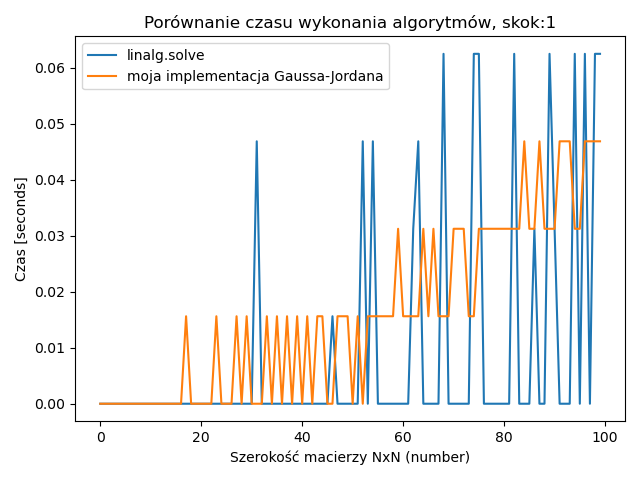 Porównanie czasu wykonania algorytmów, skok:1
linalg.solve
moja implementacja Gaussa-Jordana
Czas [seconds]
0.06
0.05
0.04
0.03
0.02
0.01
0.00
0 20 40 60 80 100
Szerokość macierzy NxN (number)